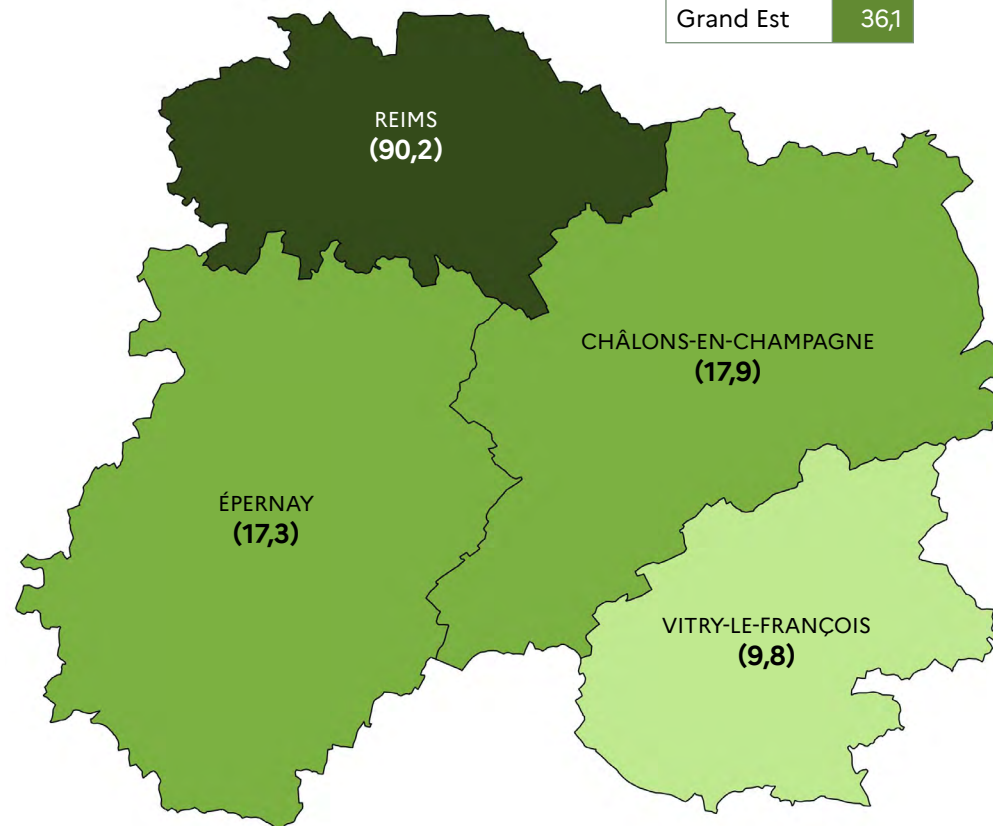 Grand Est 36,1
REIMS
(90,2)
CHÂLONS-EN-CHAMPAGNE
(17,9)
ÉPERNAY
(17,3)
VITRY-LE-FRANÇOIS
(9,8)